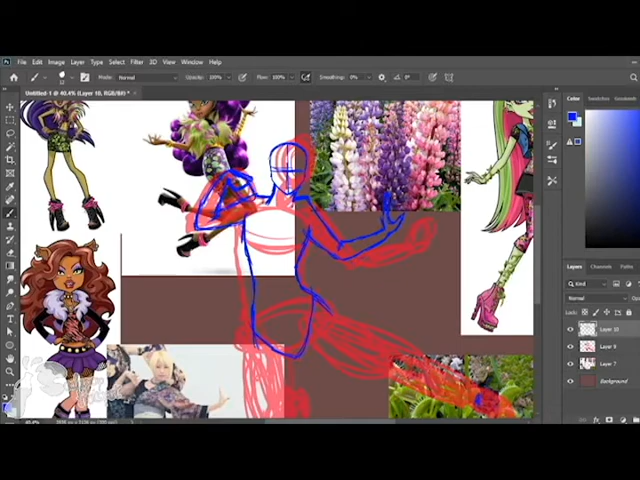 File Edit Image Layer Type Select Filter 3D View Window Help
Mode: Normal Opacity: 100% Flow: 100% Smoothing: 0% 0°
Untitled-1 @ 40.4% (Layer 10, RGB/8#) *
Color Swatches
Layers Channels Paths
Kind
Normal
Lock:
Layer 10
Layer 9
Layer 7
Background